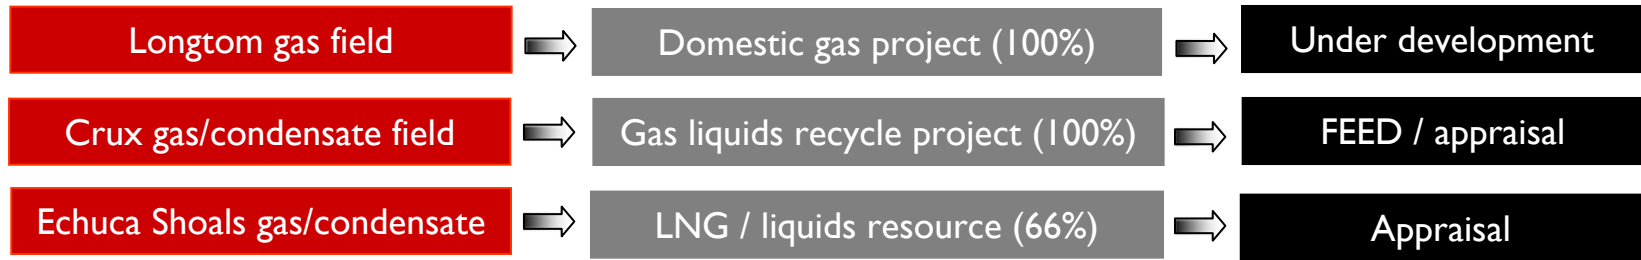 Longtom gas field
Domestic gas project (100%)
Under development
Crux gas/condensate field
Gas liquids recycle project (100%)
FEED / appraisal
Echuca Shoals gas/condensate
LNG / liquids resource (66%)
Appraisal